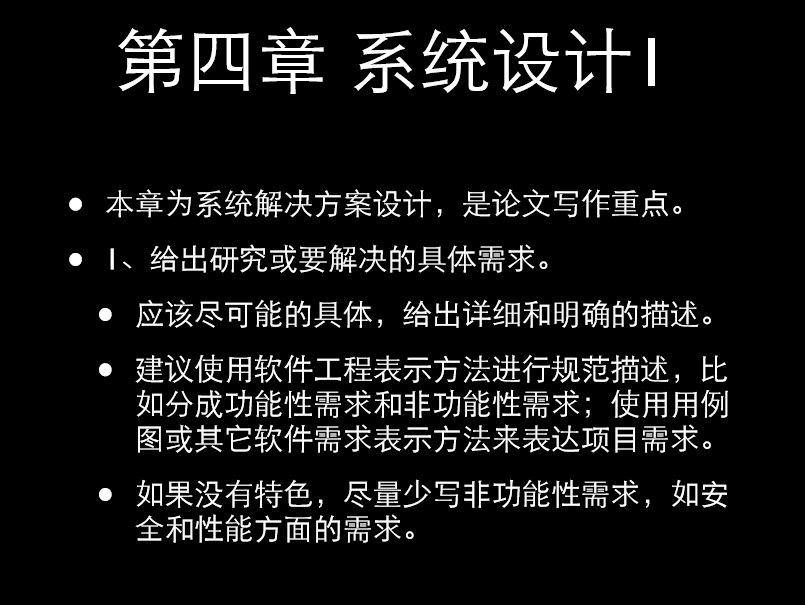 第四章 系统设计1
• 本章为系统解决方案设计，是论文写作重点。
• 1、给出研究或要解决的具体需求。
• 应该尽可能的具体，给出详细和明确的描述。
• 建议使用软件工程表示方法进行规范描述，比
如分成功能性需求和非功能性需求；使用用例
图或其它软件需求表示方法来表达项目需求。
• 如果没有特色，尽量少写非功能性需求，如安
全和性能方面的需求。